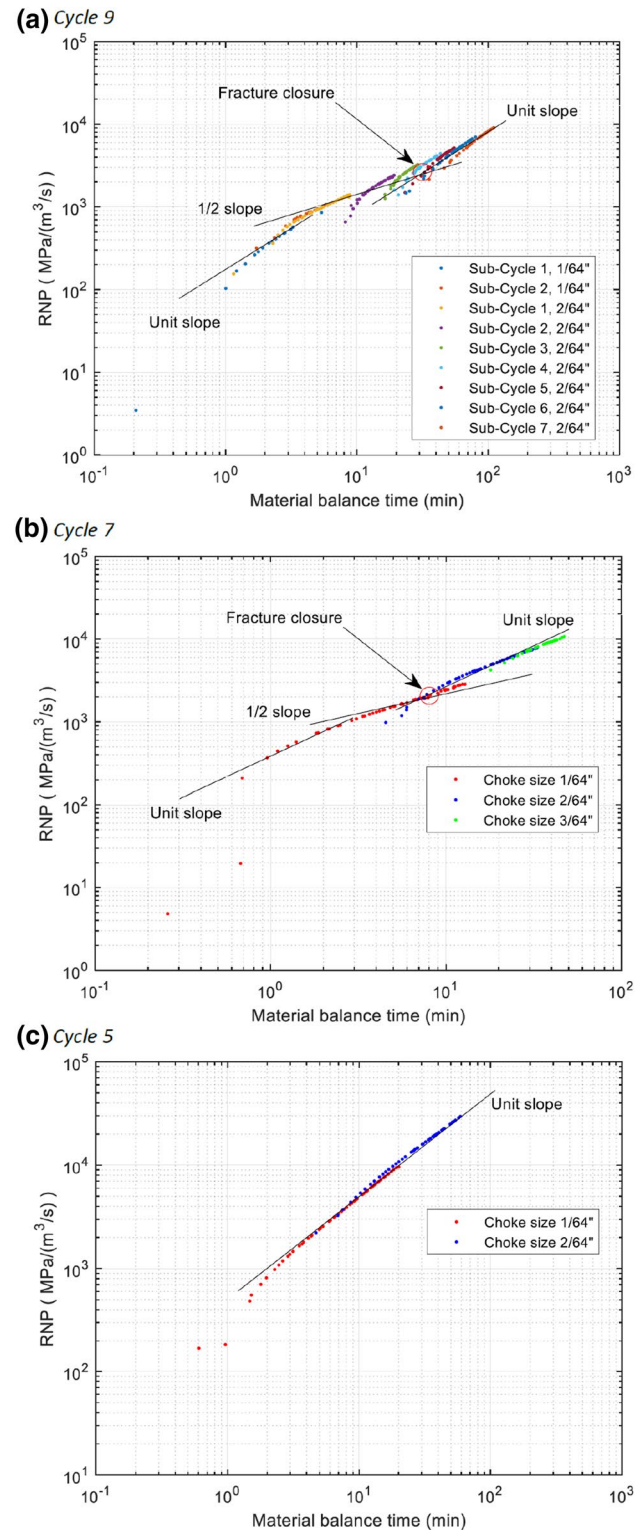 (a) Cycle 9
10^5
10^4
10^3
10^2
10^1
10^0
RNP ( MPa/(m^3/s) )
Fracture closure
Unit slope
1/2 slope
Unit slope
Sub-Cycle 1, 1/64"
Sub-Cycle 2, 1/64"
Sub-Cycle 1, 2/64"
Sub-Cycle 2, 2/64"
Sub-Cycle 3, 2/64"
Sub-Cycle 4, 2/64"
Sub-Cycle 5, 2/64"
Sub-Cycle 6, 2/64"
Sub-Cycle 7, 2/64"
10^-1 10^0 10^1 10^2 10^3
Material balance time (min)
(b) Cycle 7
10^5
10^4
10^3
10^2
10^1
10^0
RNP ( MPa/(m^3/s) )
Fracture closure
Unit slope
1/2 slope
Unit slope
Choke size 1/64"
Choke size 2/64"
Choke size 3/64"
10^-1 10^0 10^1 10^2
Material balance time (min)
(c) Cycle 5
10^5
10^4
10^3
10^2
10^1
RNP ( MPa/(m^3/s) )
Unit slope
Choke size 1/64"
Choke size 2/64"
10^-1 10^0 10^1 10^2 10^3
Material balance time (min)